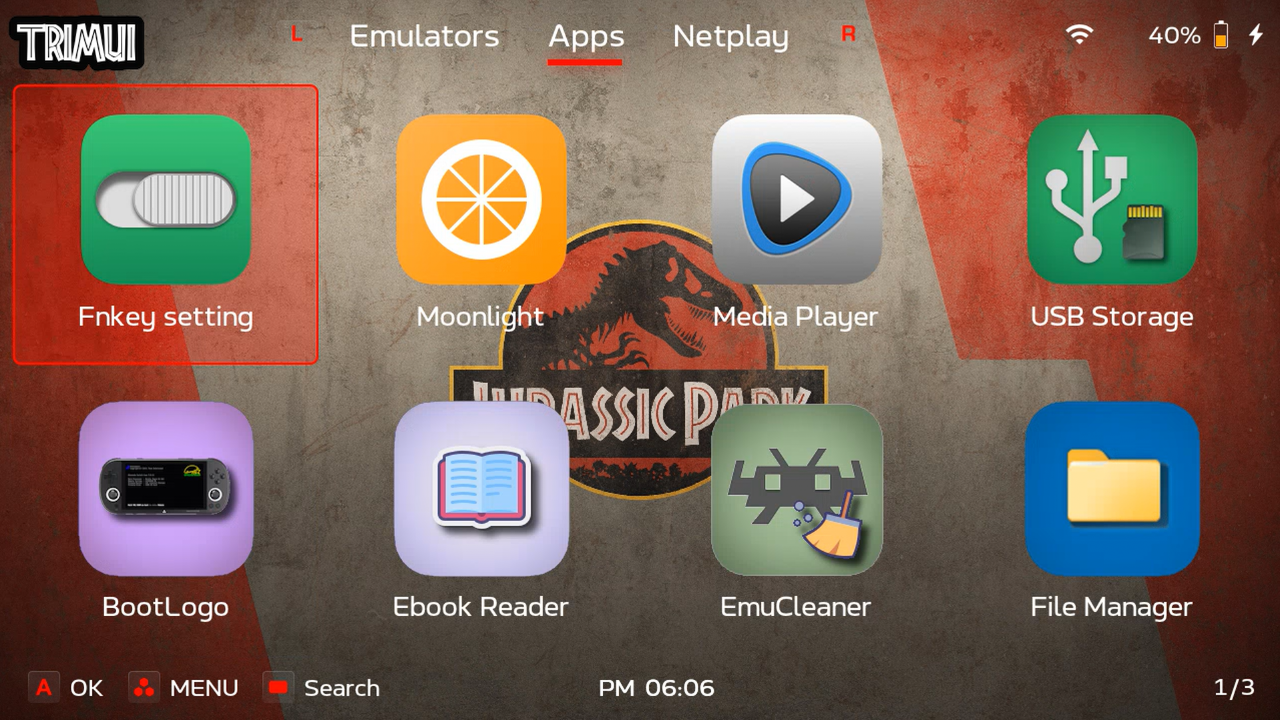 TRIMUI
L Emulators Apps Netplay R 40%
Fnkey setting Moonlight Media Player USB Storage
JURASSIC PARK
BootLogo Ebook Reader EmuCleaner File Manager
A OK MENU Search PM 06:06 1/3